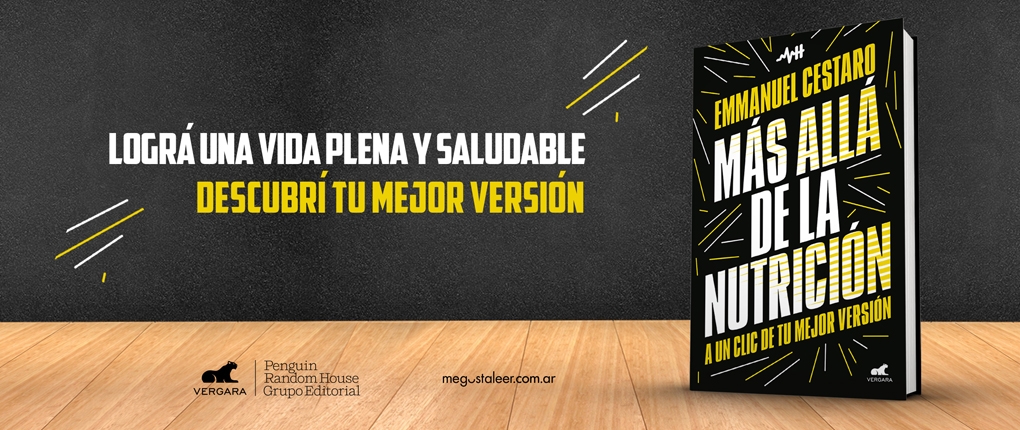 LOGRÁ UNA VIDA PLENA Y SALUDABLE
DESCUBRÍ TU MEJOR VERSIÓN
EMMANUEL CESTARO
MÁS ALLÁ
DE LA
NUTRICIÓN
A UN CLIC DE TU MEJOR VERSIÓN
VERGARA
VERGARA
Penguin
Random House
Grupo Editorial
megustaleer.com.ar